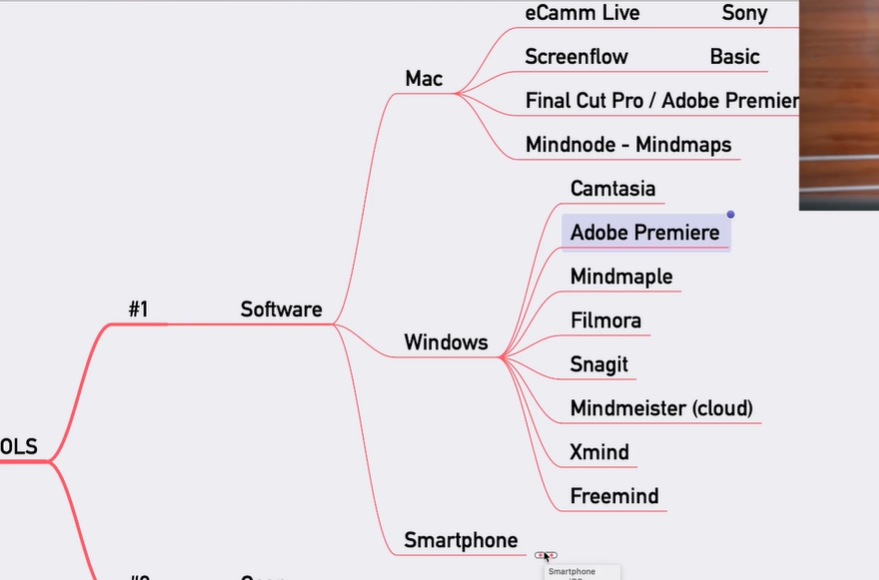 eCamm Live Sony
Screenflow Basic
Mac
Final Cut Pro / Adobe Premier
Mindnode - Mindmaps
Camtasia
Adobe Premiere
Mindmaple
#1 Software
Filmora
Windows
Snagit
Mindmeister (cloud)
OLS
Xmind
Freemind
Smartphone
Smartphone